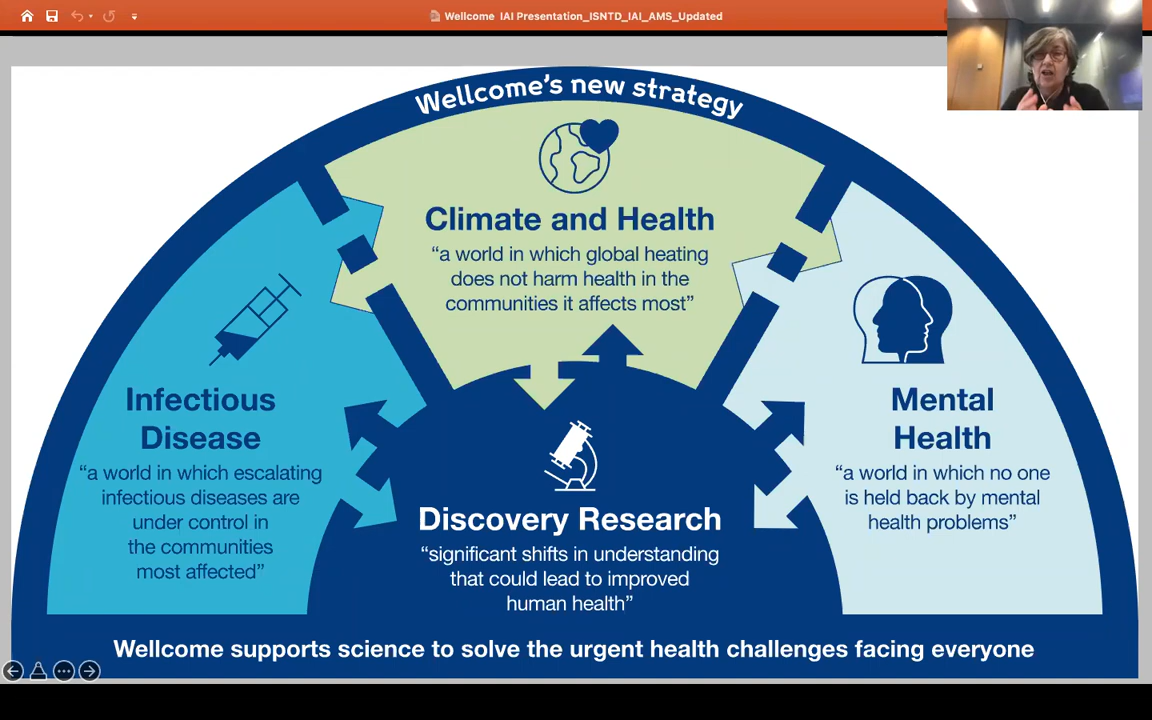 Wellcome IAI Presentation_ISNTD_IAI_AMS_Updated
Wellcome's new strategy
Climate and Health
“a world in which global heating
does not harm health in the
communities it affects most”
Infectious
Disease
“a world in which escalating
infectious diseases are
under control in
the communities
most affected”
Mental
Health
“a world in which no one
is held back by mental
health problems”
Discovery Research
“significant shifts in understanding
that could lead to improved
human health”
Wellcome supports science to solve the urgent health challenges facing everyone